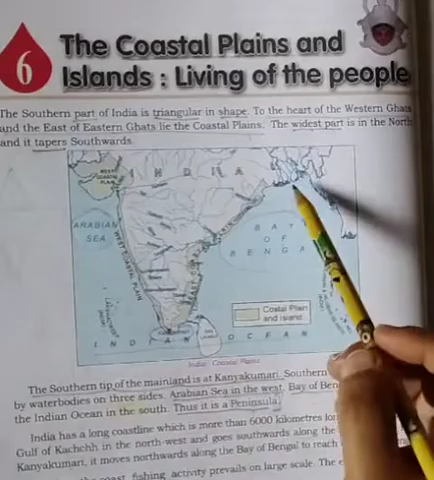 6
The Coastal Plains and
Islands : Living of the people
The Southern part of India is triangular in shape. To the heart of the Western Ghats
and the East of Eastern Ghats lie the Coastal Plains. The widest part is in the North
and it tapers Southwards.
INDIA
ARABIAN
SEA
BAY
OF
BENGA
WEST COASTAL PLAIN
Costal Plain
and island
INDIAN OCEAN
India : Coastal Plains
The Southern tip of the mainland is at Kanyakumari. Southern
by waterbodies on three sides. Arabian Sea in the west, Bay of Ben
the Indian Ocean in the south. Thus it is a Peninsula.
India has a long coastline which is more than 6000 kilometres lon
Gulf of Kachchh in the north-west and goes southwards along the
Kanyakumari, it moves northwards along the Bay of Bengal to reach
coast fishing activity prevails on large scale. The